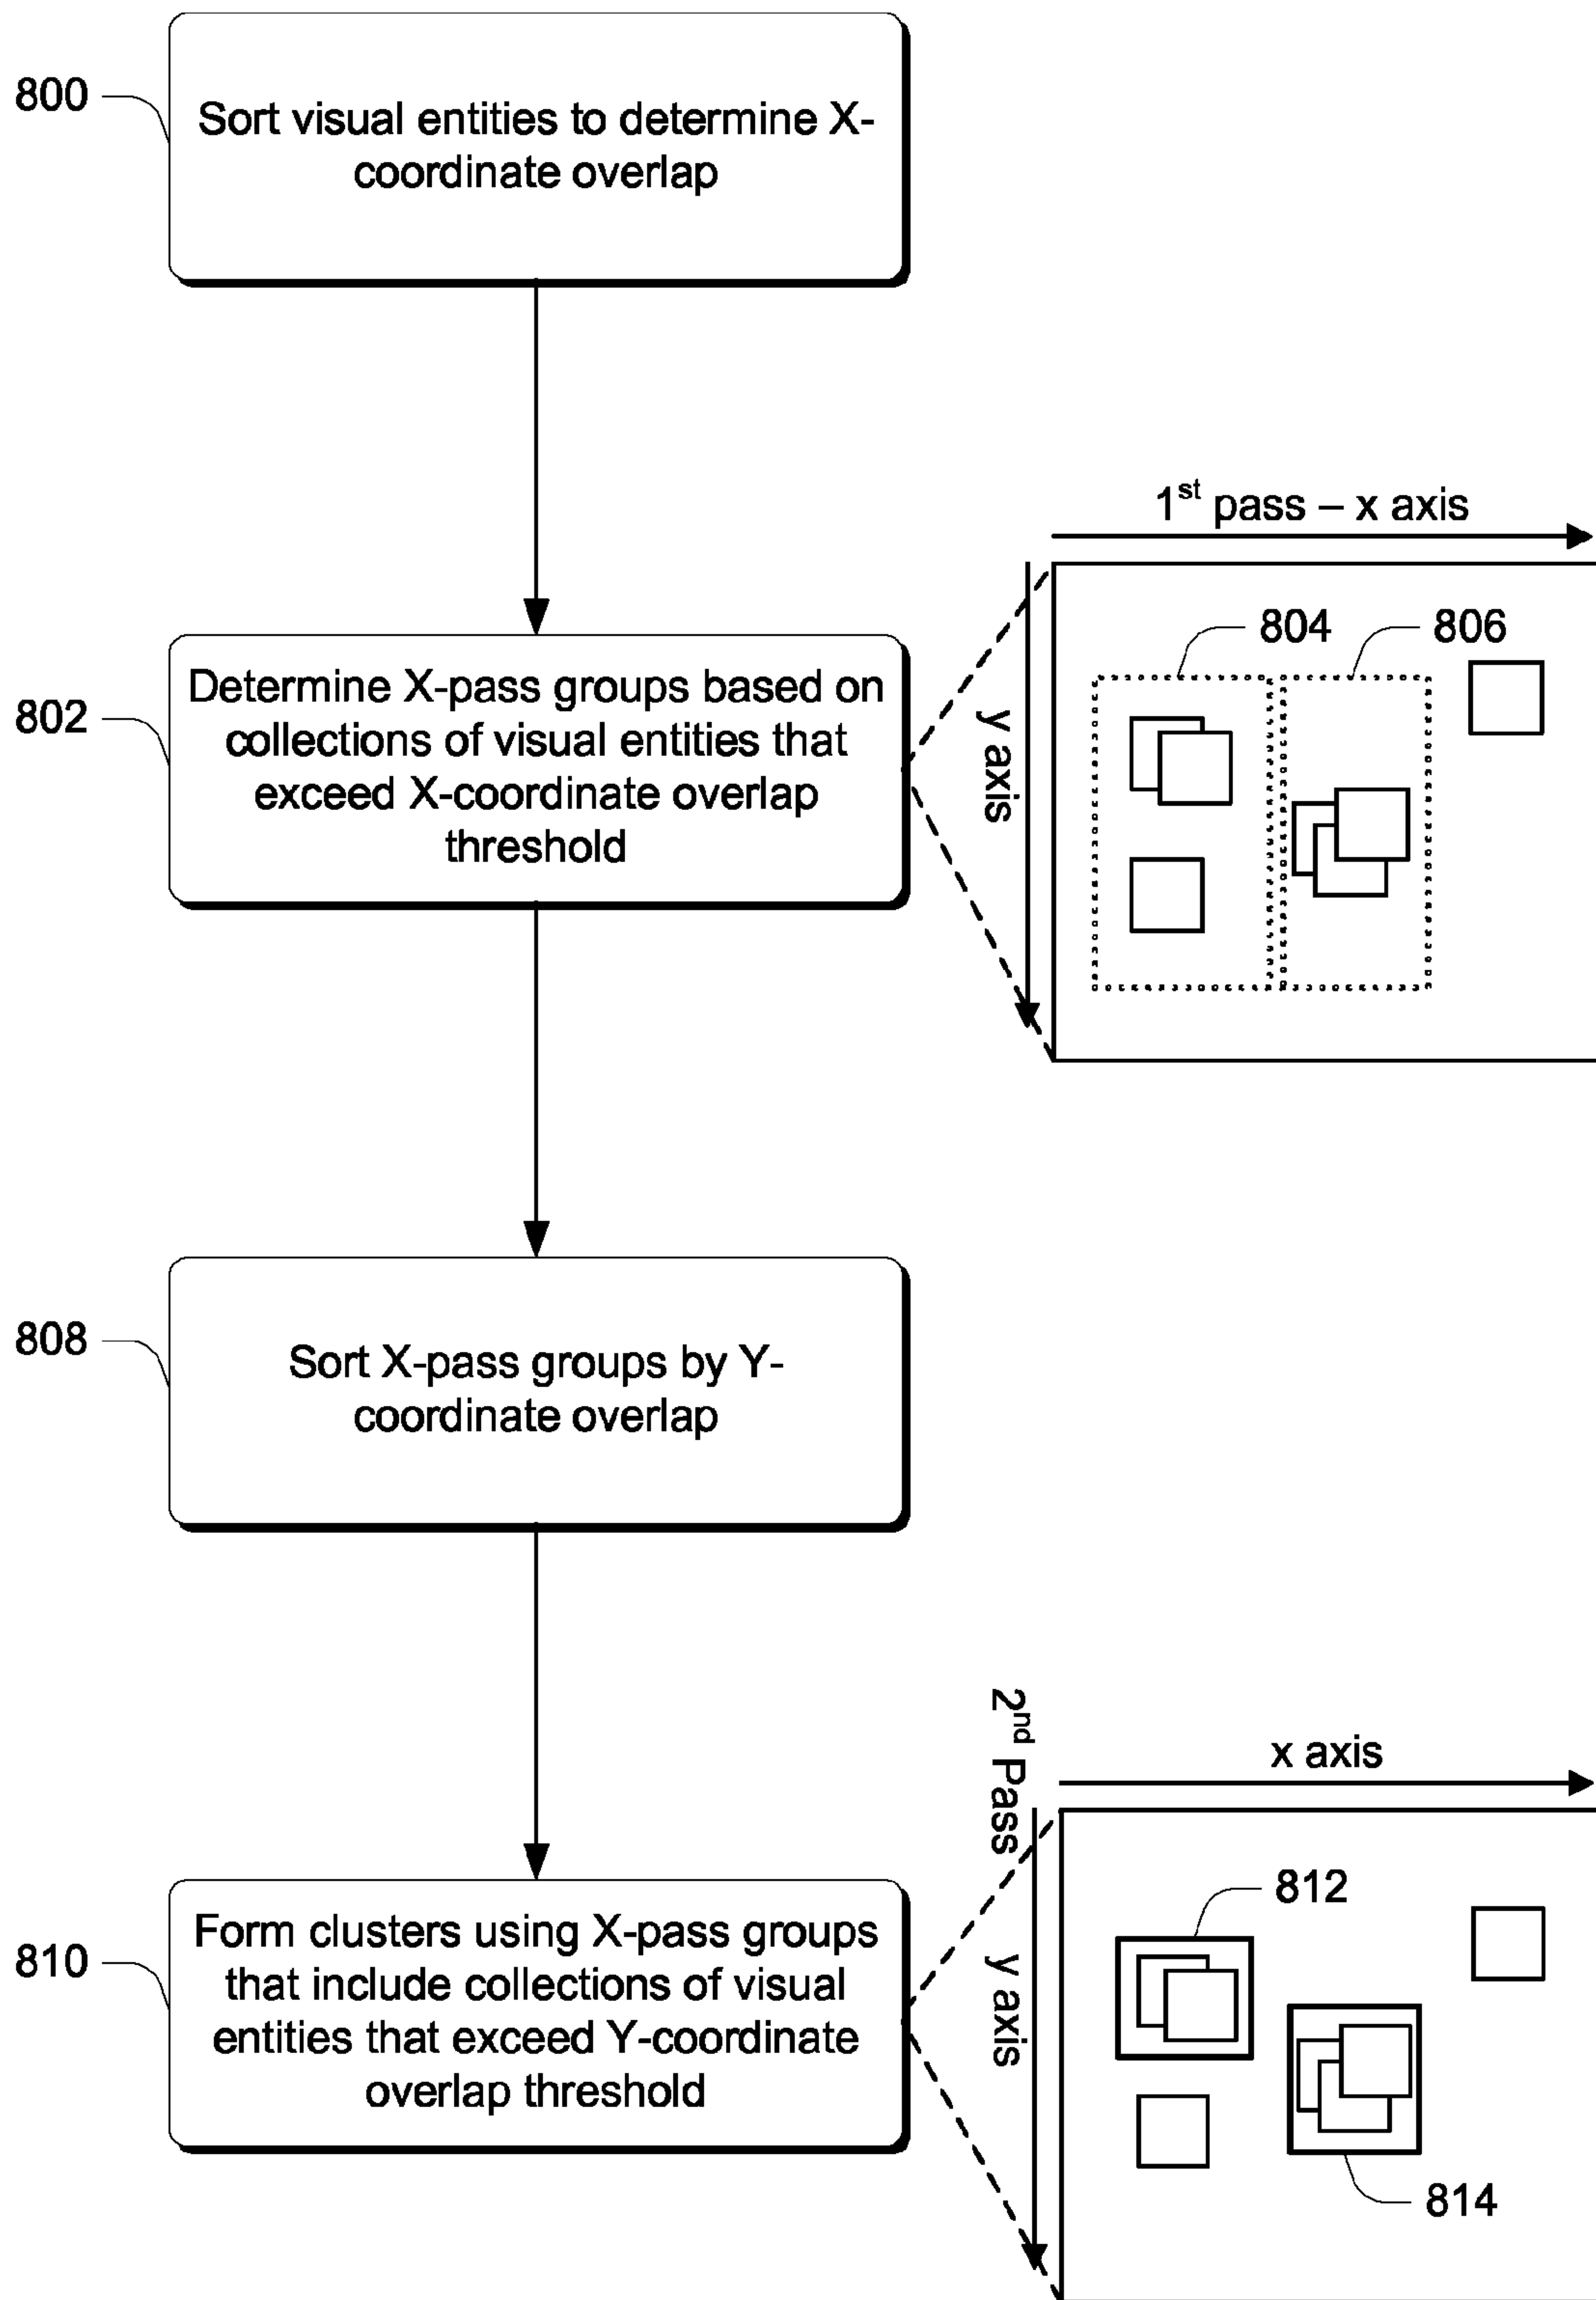 800
Sort visual entities to determine X-
coordinate overlap
1st pass – x axis
804
806
y axis
802
Determine X-pass groups based on
collections of visual entities that
exceed X-coordinate overlap
threshold
808
Sort X-pass groups by Y-
coordinate overlap
2nd Pass y axis
x axis
812
810
Form clusters using X-pass groups
that include collections of visual
entities that exceed Y-coordinate
overlap threshold
814